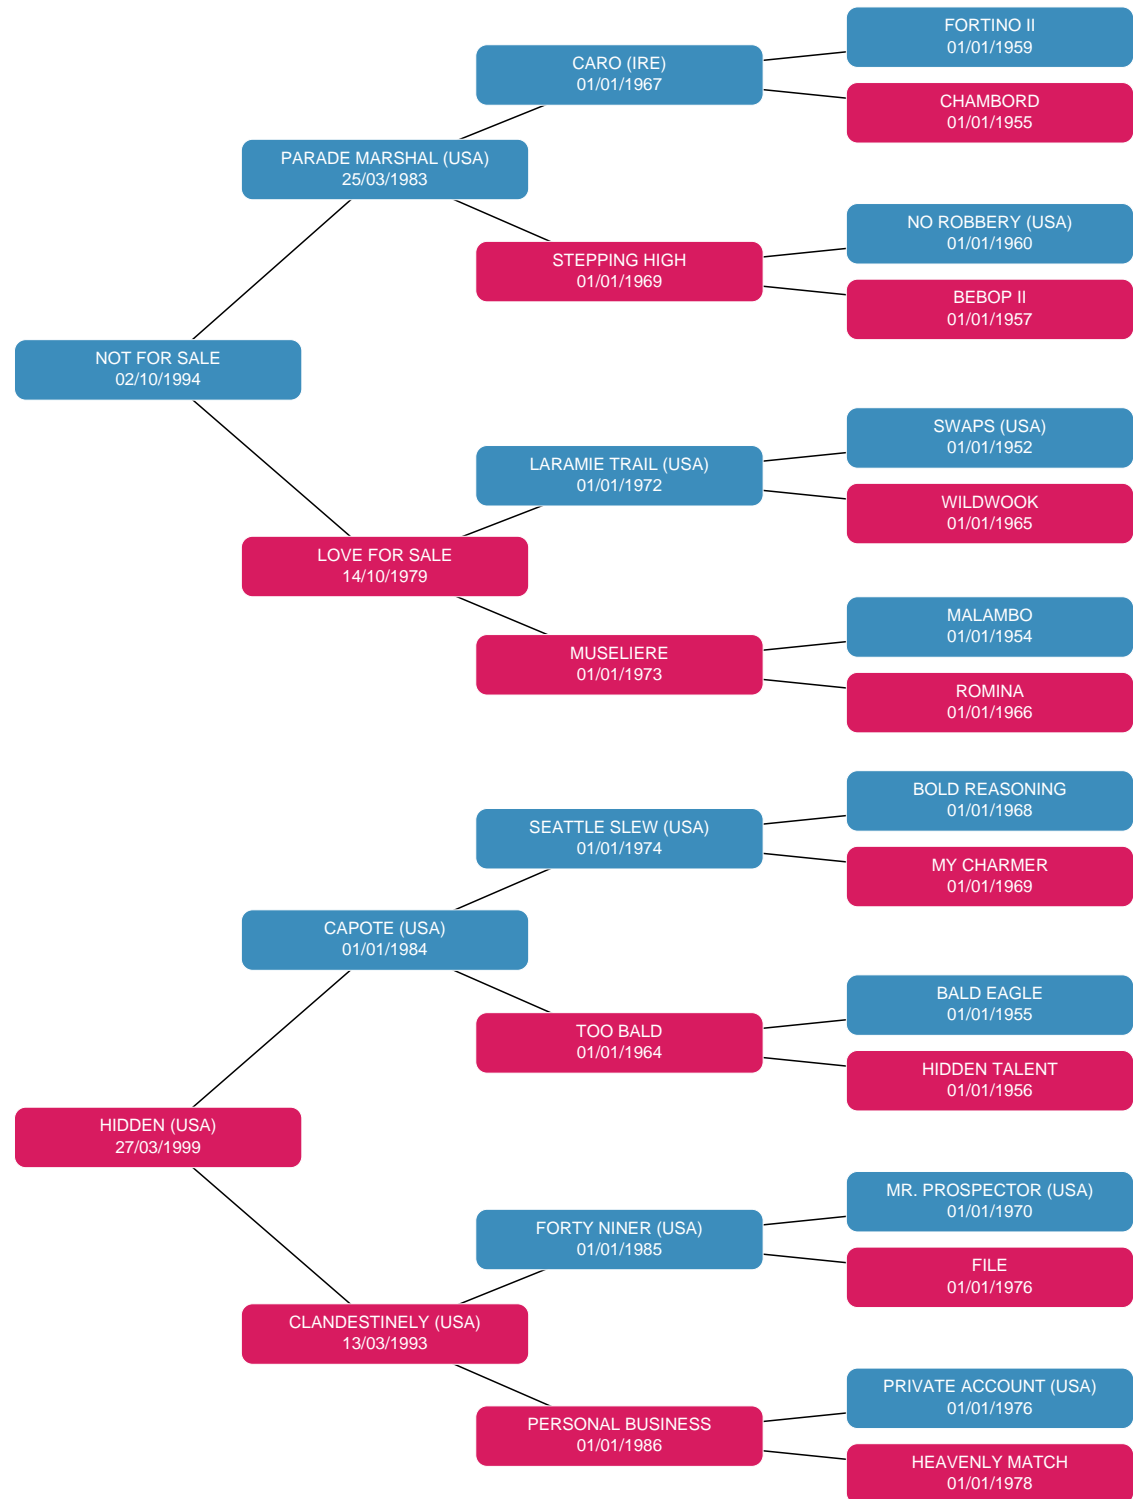 FORTINO II
01/01/1959
CARO (IRE)
01/01/1967
CHAMBORD
01/01/1955
PARADE MARSHAL (USA)
25/03/1983
NO ROBBERY (USA)
01/01/1960
STEPPING HIGH
01/01/1969
BEBOP II
01/01/1957
NOT FOR SALE
02/10/1994
SWAPS (USA)
01/01/1952
LARAMIE TRAIL (USA)
01/01/1972
WILDWOOK
01/01/1965
LOVE FOR SALE
14/10/1979
MALAMBO
01/01/1954
MUSELIERE
01/01/1973
ROMINA
01/01/1966
BOLD REASONING
01/01/1968
SEATTLE SLEW (USA)
01/01/1974
MY CHARMER
01/01/1969
CAPOTE (USA)
01/01/1984
BALD EAGLE
01/01/1955
TOO BALD
01/01/1964
HIDDEN TALENT
01/01/1956
HIDDEN (USA)
27/03/1999
MR. PROSPECTOR (USA)
01/01/1970
FORTY NINER (USA)
01/01/1985
FILE
01/01/1976
CLANDESTINELY (USA)
13/03/1993
PRIVATE ACCOUNT (USA)
01/01/1976
PERSONAL BUSINESS
01/01/1986
HEAVENLY MATCH
01/01/1978